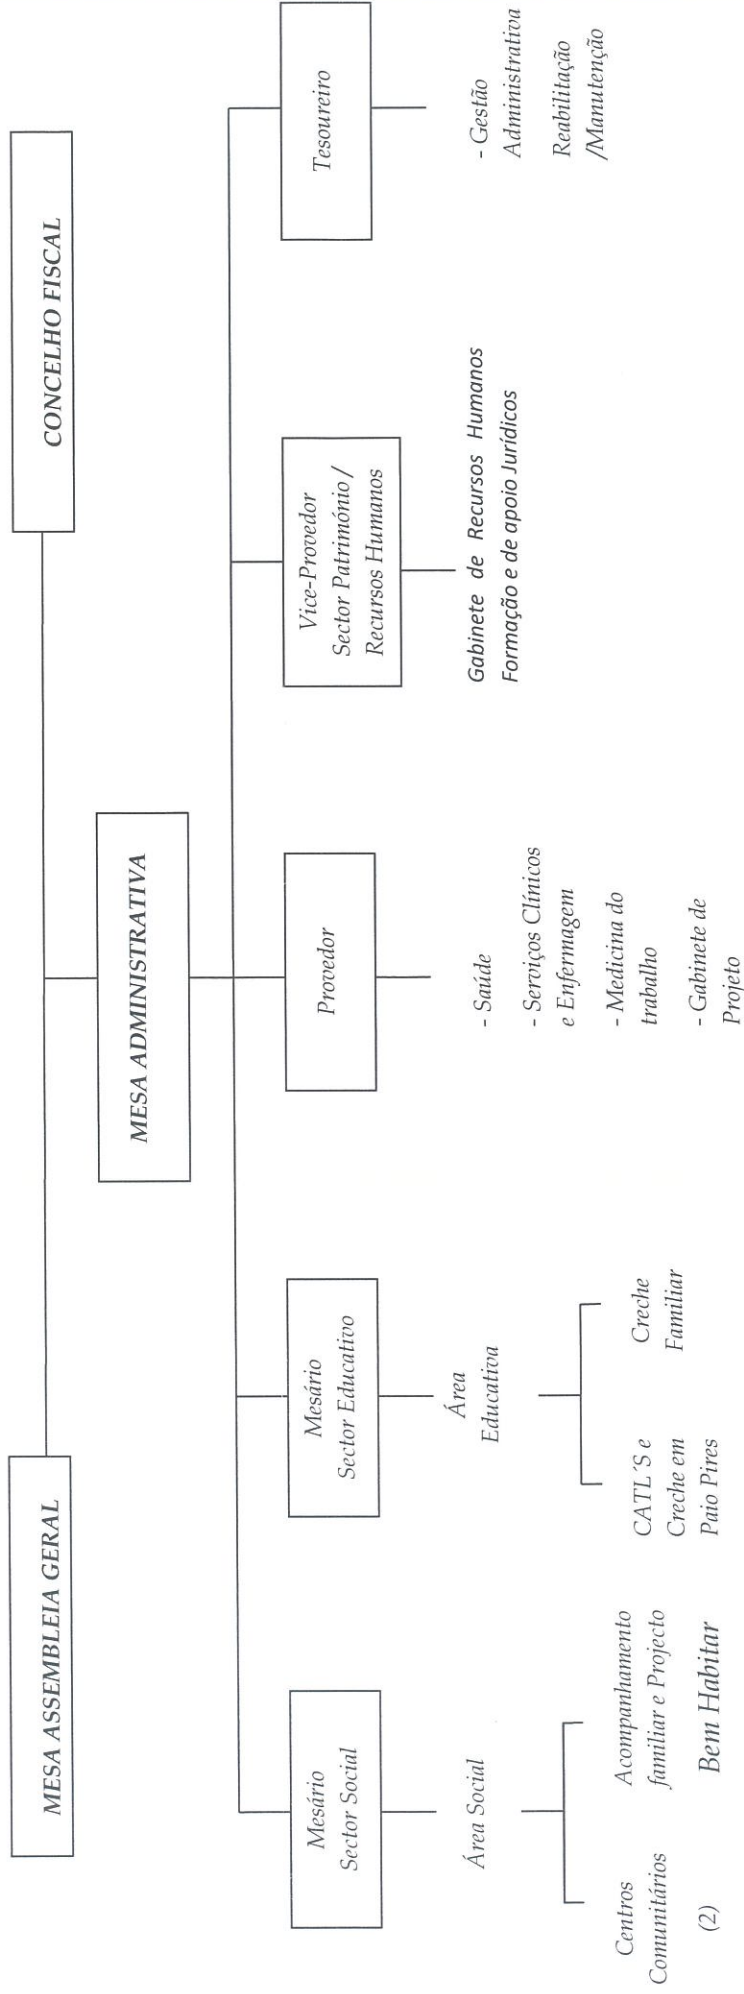 MESA ASSEMBLEIA GERAL
CONCELHO FISCAL
MESA ADMINISTRATIVA
Mesário
Sector Social
Mesário
Sector Educativo
Provedor
Vice-Provedor
Sector Património/
Recursos Humanos
Tesoureiro
Área Social
Centros
Comunitários
(2)
Acompanhamento
familiar e Projecto
Bem Habitar
Área
Educativa
CATL´S e
Creche em
Paio Pires
Creche
Familiar
- Saúde
- Serviços Clínicos
e Enfermagem
- Medicina do
trabalho
- Gabinete de
Projeto
Gabinete de Recursos Humanos
Formação e de apoio Jurídicos
- Gestão
Administrativa
Reabilitação
/Manutenção